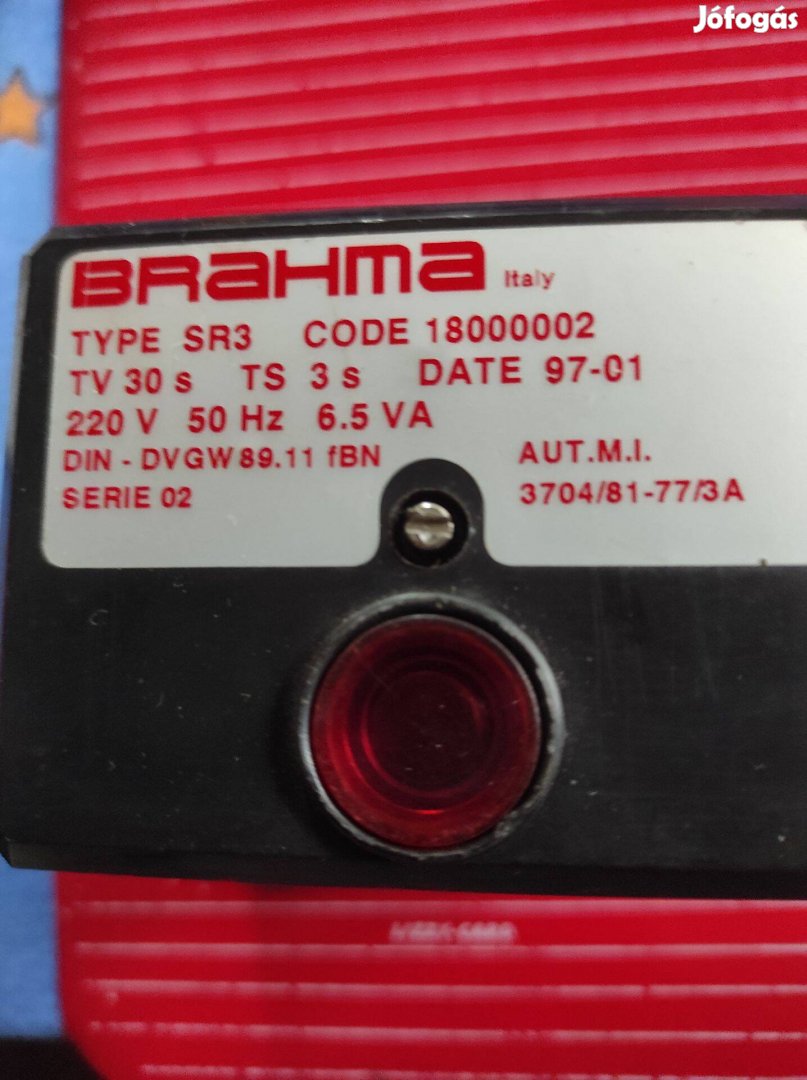 Jófogás
BRaHMa Italy
TYPE SR3 CODE 18000002
TV 30 s TS 3 s DATE 97-01
220 V 50 Hz 6.5 VA
DIN - DVGW 89.11 fBN AUT.M.I.
SERIE 02 3704/81-77/3A